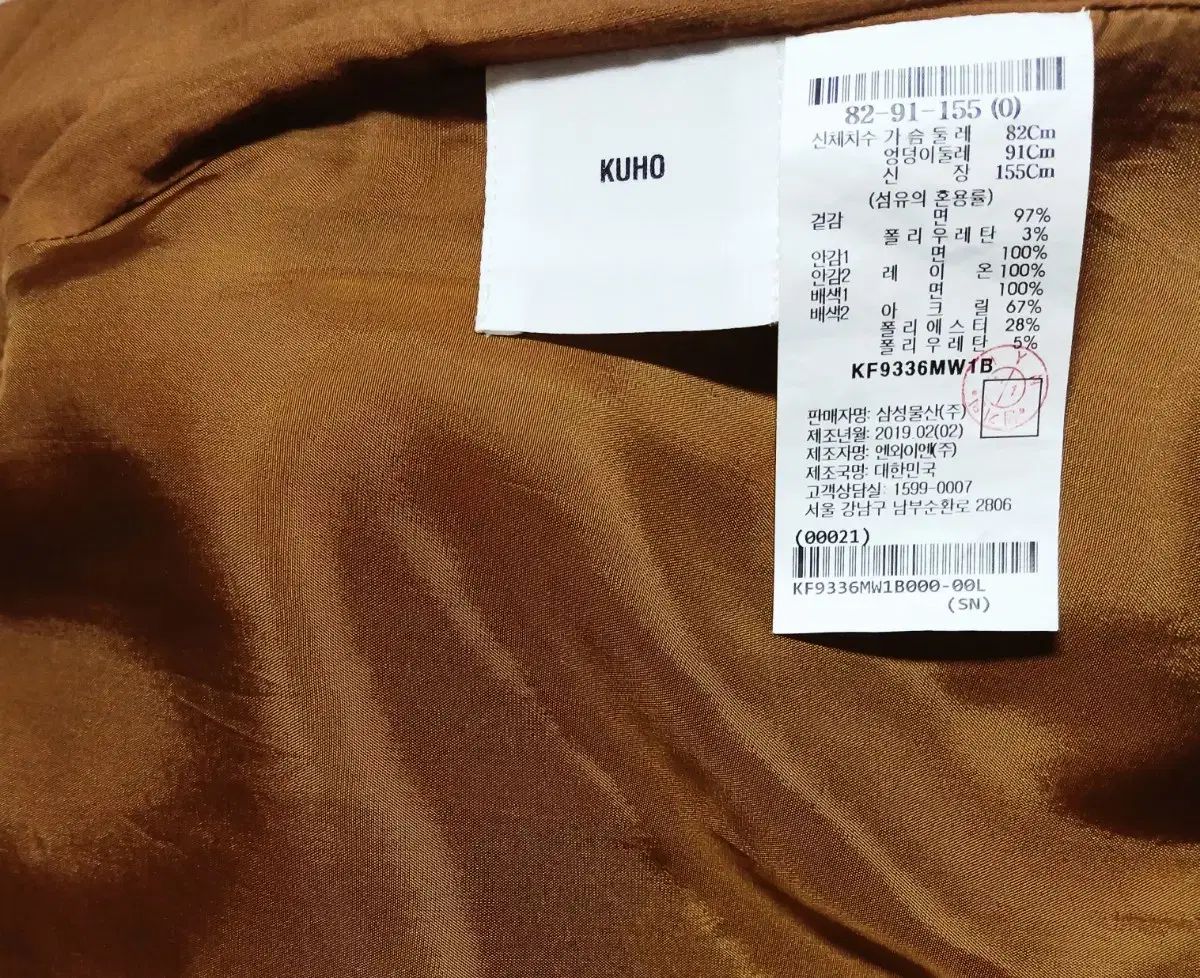 KUHO
82-91-155 (0)
신체치수 가슴둘레 82Cm
엉덩이둘레 91Cm
신 장 155Cm
(섬유의 혼용률)
겉감 면 97%
폴리우레탄 3%
안감1 면 100%
안감2 레이온 100%
배색1 면 100%
배색2 아크릴 67%
폴리에스터 28%
폴리우레탄 5%
KF9336MW1B
판매자명: 삼성물산(주)
제조년월: 2019.02(02)
제조자명: 엔와이엔(주)
제조국명: 대한민국
고객상담실: 1599-0007
서울 강남구 남부순환로 2806
(00021)
KF9336MW1B000-00L
(SN)